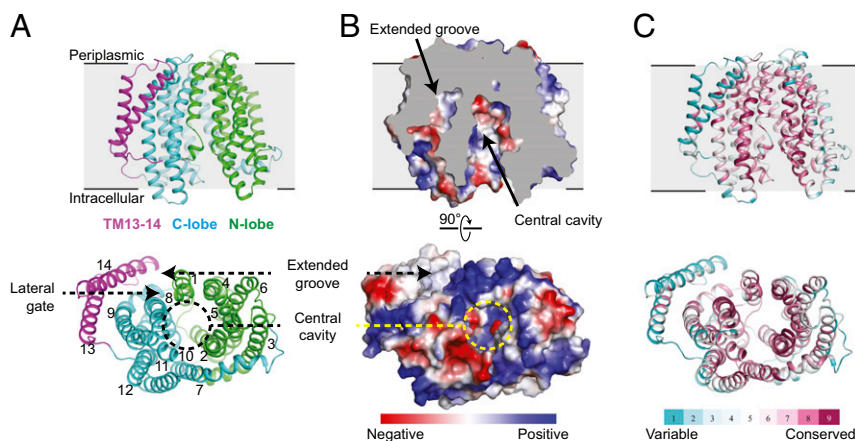 A
Periplasmic
Intracellular
TM13-14 C-lobe N-lobe
14
1
4
6
8
9
5
3
2
10
11
13
12
7
Lateral
gate
B
Extended groove
Central cavity
90°
Extended
groove
Central
cavity
Negative
Positive
C
1 2 3 4 5 6 7 8 9
Variable
Conserved